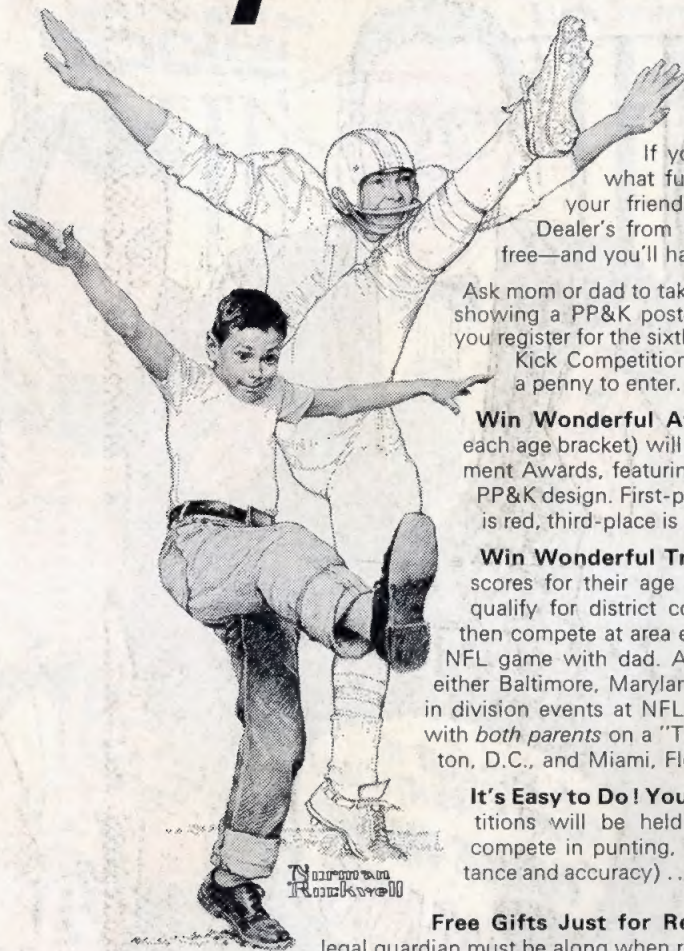 If yo
what fu
your friend
Dealer's from
free—and you'll ha
Ask mom or dad to tak
showing a PP&K post
you register for the sixth
Kick Competition
a penny to enter.
Win Wonderful A
each age bracket) will
ment Awards, featurin
PP&K design. First-p
is red, third-place is
Win Wonderful Tr
scores for their age
qualify for district co
then compete at area e
NFL game with dad. A
either Baltimore, Marylan
in division events at NFL
with both parents on a "T
ton, D.C., and Miami, Flo
It's Easy to Do! You
titions will be held
compete in punting,
tance and accuracy) . .
Norman
Rockwell
Free Gifts Just for Re
legal guardian must be along when r